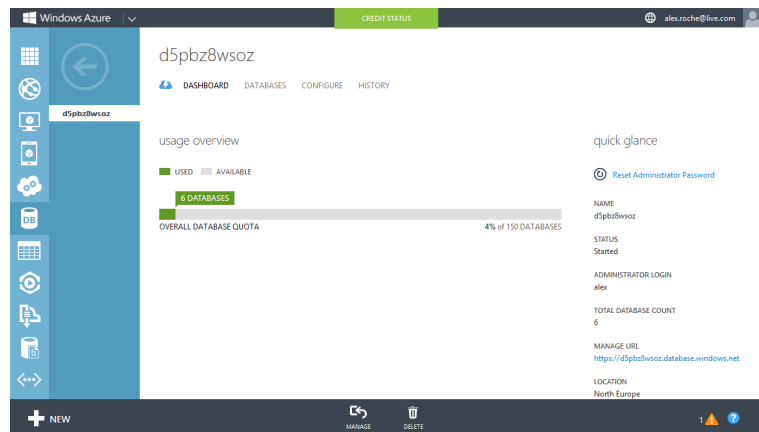 Windows Azure
CREDIT STATUS
alex.roche@live.com
d5pbz8wsoz
DASHBOARD DATABASES CONFIGURE HISTORY
d5pbz8wsoz
usage overview
USED AVAILABLE
6 DATABASES
OVERALL DATABASE QUOTA 4% of 150 DATABASES
quick glance
Reset Administrator Password
NAME
d5pbz8wsoz
STATUS
Started
ADMINISTRATOR LOGIN
alex
TOTAL DATABASE COUNT
6
MANAGE URL
https://d5pbz8wsoz.database.windows.net
LOCATION
North Europe
DB
NEW
MANAGE DELETE
1